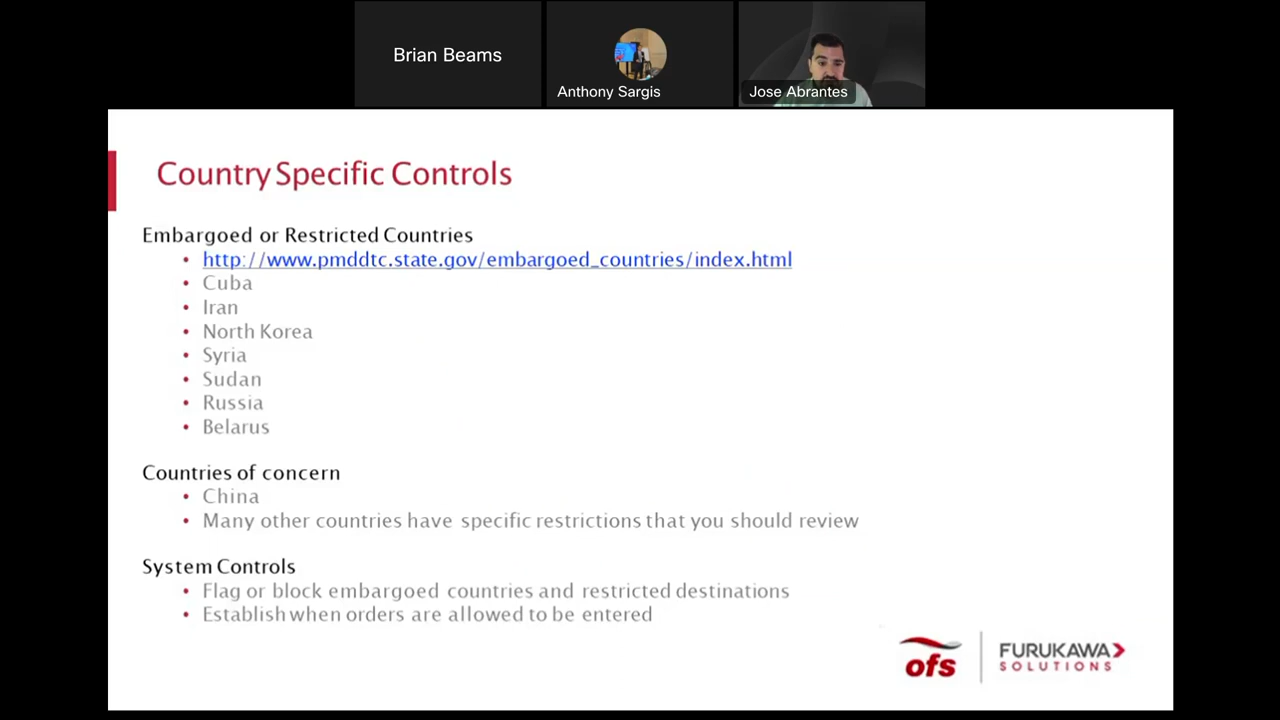 Brian Beams
Anthony Sargis
Jose Abrantes
Country Specific Controls
Embargoed or Restricted Countries
• http://www.pmddtc.state.gov/embargoed_countries/index.html
• Cuba
• Iran
• North Korea
• Syria
• Sudan
• Russia
• Belarus
Countries of concern
• China
• Many other countries have specific restrictions that you should review
System Controls
• Flag or block embargoed countries and restricted destinations
• Establish when orders are allowed to be entered
ofs
FURUKAWA
SOLUTIONS